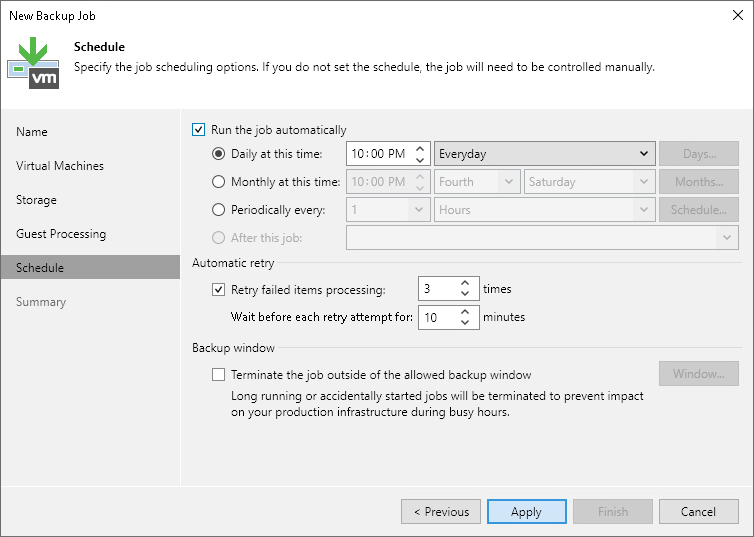 New Backup Job
Schedule
Specify the job scheduling options. If you do not set the schedule, the job will need to be controlled manually.
vm
Name
Virtual Machines
Storage
Guest Processing
Schedule
Summary
Run the job automatically
Daily at this time: 10:00 PM Everyday Days...
Monthly at this time: 10:00 PM Fourth Saturday Months...
Periodically every: 1 Hours Schedule...
After this job:
Automatic retry
Retry failed items processing: 3 times
Wait before each retry attempt for: 10 minutes
Backup window
Terminate the job outside of the allowed backup window Window...
Long running or accidentally started jobs will be terminated to prevent impact
on your production infrastructure during busy hours.
< Previous Apply Finish Cancel